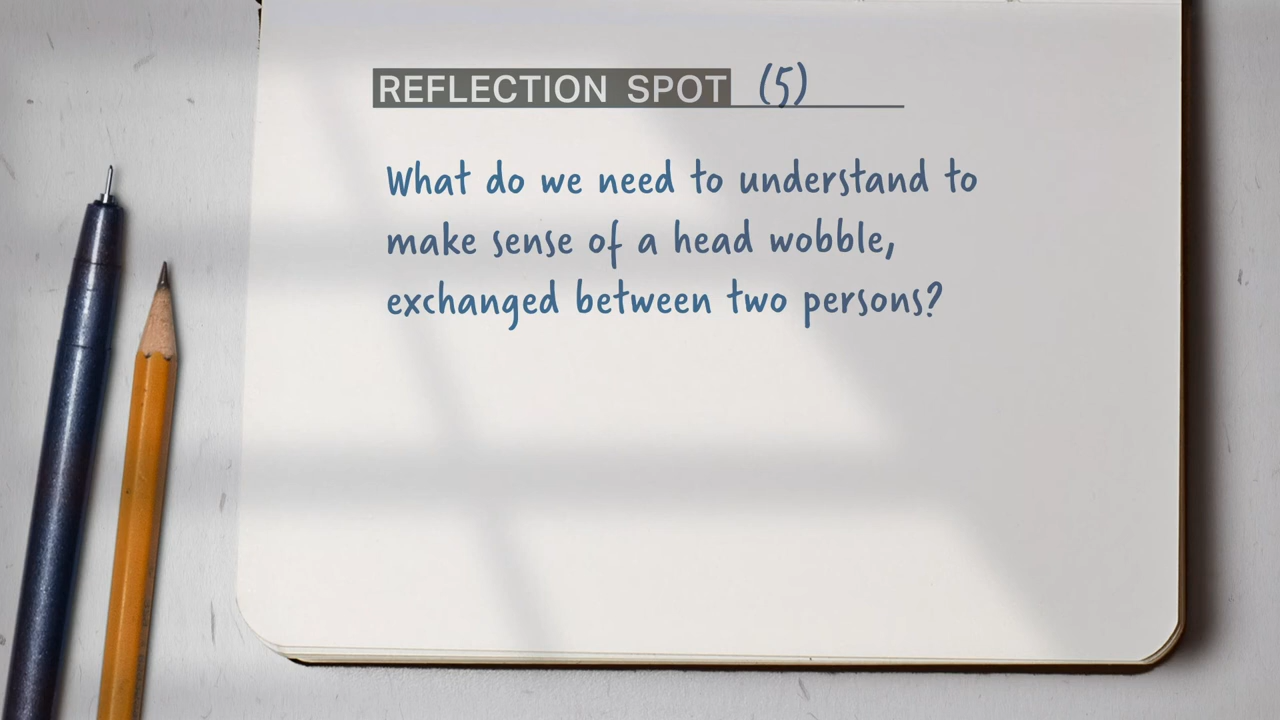 REFLECTION SPOT (5)
What do we need to understand to
make sense of a head wobble,
exchanged between two persons?